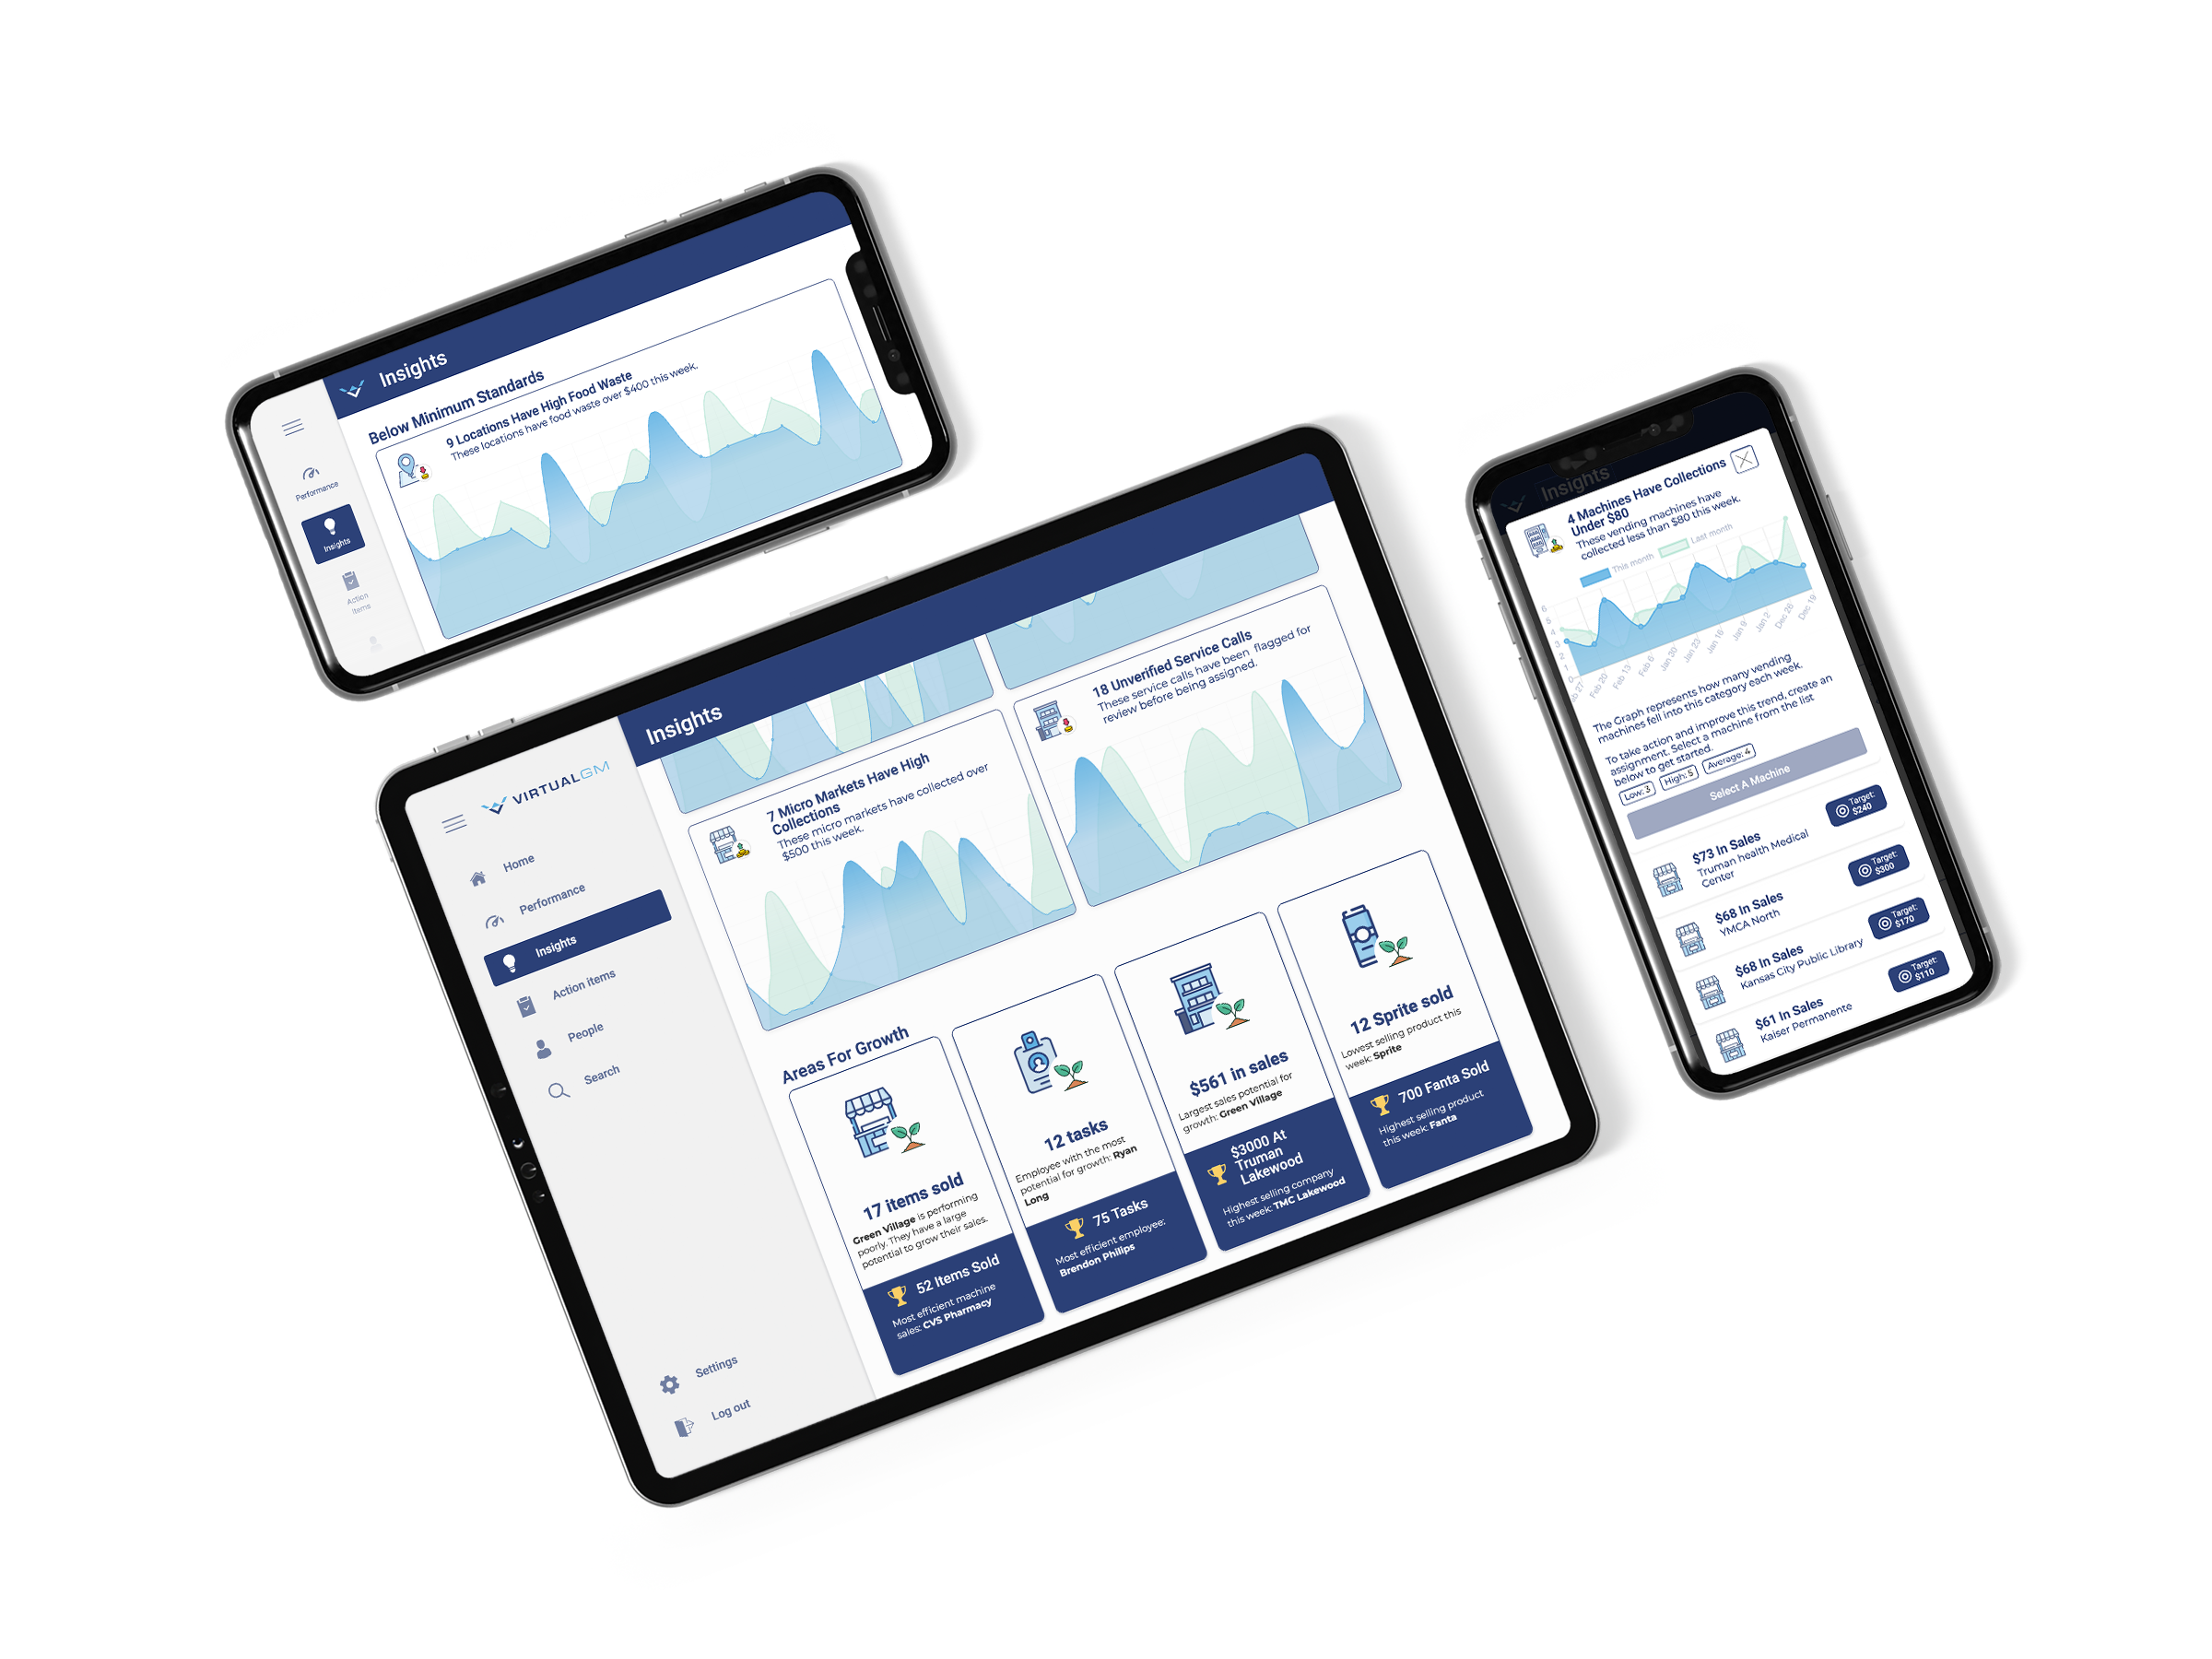 Insights
Below Minimum Standards
9 Locations Have High Food Waste
These locations have food waste over $400 this week.
Performance
Insights
Action
Items
VIRTUALGM
Home
Performance
Insights
Action items
People
Search
Settings
Log out
Insights
7 Micro Markets Have High
Collections
These micro markets have collected over
$500 this week.
18 Unverified Service Calls
These service calls have been flagged for
review before being assigned.
Areas For Growth
17 items sold
Green Village is performing
poorly. They have a large
potential to grow their sales.
52 Items Sold
Most efficient machine
sales: CVS Pharmacy
12 tasks
Employee with the most
potential for growth: Ryan
Long
75 Tasks
Most efficient employee:
Brendon Philips
$561 in sales
Largest sales potential for
growth: Green Village
$3000 At
Truman
Lakewood
Highest selling company
this week: TMC Lakewood
12 Sprite sold
Lowest selling product this
week: Sprite
700 Fanta Sold
Highest selling product
this week: Fanta
Insights
4 Machines Have Collections
Under $80
These vending machines have
collected less than $80 this week.
This month
Last month
6
5
4
3
2
1
0
Feb 20
Feb 13
Feb 6
Jan 30
Jan 23
Jan 16
Jan 9
Jan 2
Dec 26
Dec 19
The Graph represents how many vending
machines fell into this category each week.
To take action and improve this trend, create an
assignment. Select a machine from the list
below to get started.
Low: 3
High: 5
Average: 4
Select A Machine
$73 In Sales
Truman health Medical
Center
Target:
$240
$68 In Sales
YMCA North
Target:
$300
$68 In Sales
Kansas City Public Library
Target:
$170
$61 In Sales
Kaiser Permanente
Target:
$110